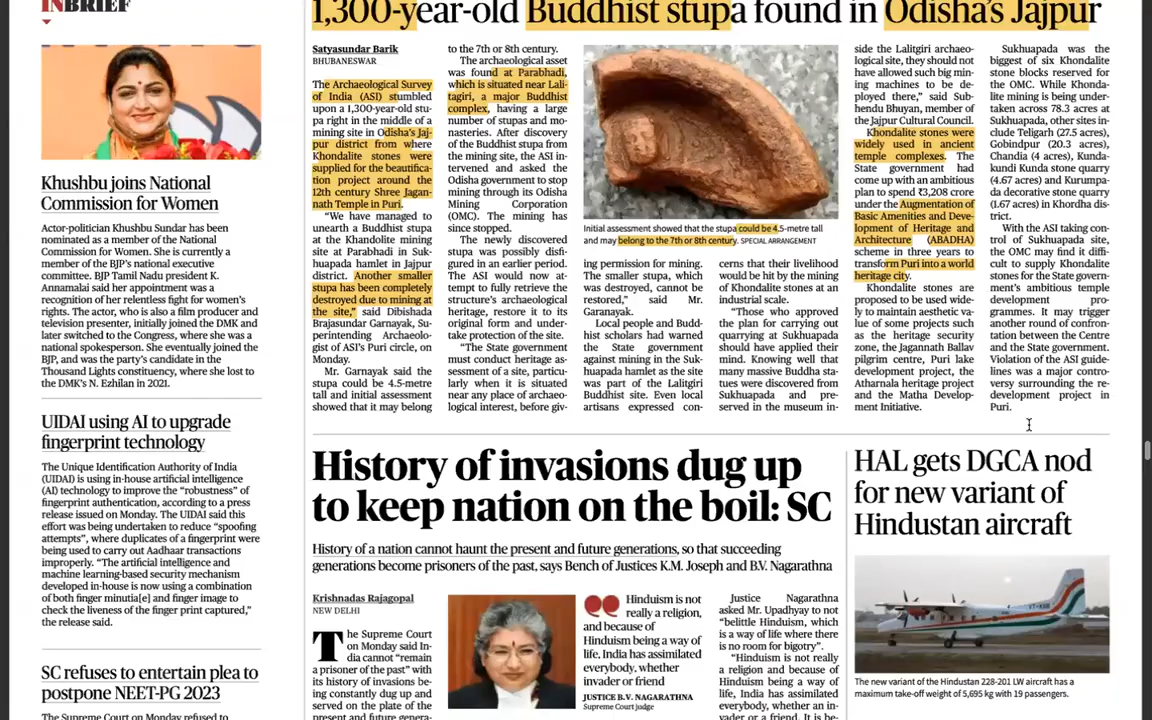 INBRIEF
Khushbu joins National
Commission for Women
Actor-politician Khushbu Sundar has been
nominated as a member of the National
Commission for Women. She is currently a
member of the BJP's national executive
committee. BJP Tamil Nadu president K.
Annamalai said her appointment was a
recognition of her relentless fight for women's
rights. The actor, who is also a film producer and
television presenter, initially joined the DMK and
later switched to the Congress, where she was a
national spokesperson. She eventually joined the
BJP, and was the party's candidate in the
Thousand Lights constituency, where she lost to
the DMK's N. Ezhilan in 2021.
UIDAI using AI to upgrade
fingerprint technology
The Unique Identification Authority of India
(UIDAI) is using in-house artificial intelligence
(AI) technology to improve the "robustness" of
fingerprint authentication, according to a press
release issued on Monday. The UIDAI said this
effort was being undertaken to reduce "spoofing
attempts", where duplicates of a fingerprint were
being used to carry out Aadhaar transactions
improperly. "The artificial intelligence and
machine learning-based security mechanism
developed in-house is now using a combination
of both finger minutia[e] and finger image to
check the liveness of the finger print captured,"
the release said.
SC refuses to entertain plea to
postpone NEET-PG 2023
The Supreme Court on Monday refused to
1,300-year-old Buddhist stupa found in Odisha's Jajpur
Satyasundar Barik
BHUBANESWAR
The Archaeological Survey
of India (ASI) stumbled
upon a 1,300-year-old stu-
pa right in the middle of a
mining site in Odisha's Jaj-
pur district from where
Khondalite stones were
supplied for the beautifica-
tion project around the
12th century Shree Jagan-
nath Temple in Puri.
"We have managed to
unearth a Buddhist stupa
at the Khondalite mining
site at Parabhadi in Suk-
huapada hamlet in Jajpur
district. Another smaller
stupa has been completely
destroyed due to mining at
the site," said Dibishada
Brajasundar Garnayak, Su-
perintending Archaeolo-
gist of ASI's Puri circle, on
Monday.
Mr. Garnayak said the
stupa could be 4.5-metre
tall and initial assessment
showed that it may belong
to the 7th or 8th century.
The archaeological asset
was found at Parabhadi,
which is situated near Lali-
tagiri, a major Buddhist
complex, having a large
number of stupas and mo-
nasteries. After discovery
of the Buddhist stupa from
the mining site, the ASI in-
tervened and asked the
Odisha government to stop
mining through its Odisha
Mining Corporation
(OMC). The mining has
since stopped.
The newly discovered
stupa was possibly disfi-
gured in an earlier period.
The ASI would now at-
tempt to fully retrieve the
structure's archaeological
heritage, restore it to its
original form and under-
take protection of the site.
"The State government
must conduct heritage as-
sessment of a site, particu-
larly when it is situated
near any place of archaeo-
logical interest, before giv-
Initial assessment showed that the stupa could be 4.5-metre tall
and may belong to the 7th or 8th century. SPECIAL ARRANGEMENT
ing permission for mining.
The smaller stupa, which
was destroyed, cannot be
restored," said Mr.
Garanayak.
Local people and Budd-
hist scholars had warned
the State government
against mining in the Suk-
huapada hamlet as the site
was part of the Lalitgiri
Buddhist site. Even local
artisans expressed con-
cerns that their livelihood
would be hit by the mining
of Khondalite stones at an
industrial scale.
"Those who approved
the plan for carrying out
quarrying at Sukhuapada
should have applied their
mind. Knowing well that
many massive Buddha sta-
tues were discovered from
Sukhuapada and pre-
served in the museum in-
side the Lalitgiri archaeo-
logical site, they should not
have allowed such big min-
ing machines to be de-
ployed there," said Sub-
hendu Bhuyan, member of
the Jajpur Cultural Council.
Khondalite stones were
widely used in ancient
temple complexes. The
State government had
come up with an ambitious
plan to spend ₹3,208 crore
under the Augmentation of
Basic Amenities and Deve-
lopment of Heritage and
Architecture (ABADHA)
scheme in three years to
transform Puri into a world
heritage city.
Khondalite stones are
proposed to be used wide-
ly to maintain aesthetic va-
lue of some projects such
as the heritage security
zone, the Jagannath Ballav
pilgrim centre, Puri lake
development project, the
Atharnala heritage project
and the Matha Develop-
ment Initiative.
Sukhuapada was the
biggest of six Khondalite
stone blocks reserved for
the OMC. While Khonda-
lite mining is being under-
taken across 78.3 acres at
Sukhuapada, other sites in-
clude Teligarh (27.5 acres),
Gobindpur (20.3 acres),
Chandia (4 acres), Kunda-
kundi Kunda stone quarry
(4.67 acres) and Kurumpa-
da decorative stone quarry
(1.67 acres) in Khordha dis-
trict.
With the ASI taking con-
trol of Sukhuapada site,
the OMC may find it diffi-
cult to supply Khondalite
stones for the State govern-
ment's ambitious temple
development pro-
grammes. It may trigger
another round of confron-
tation between the Centre
and the State government.
Violation of the ASI guide-
lines was a major contro-
versy surrounding the re-
development project in
Puri.
History of invasions dug up
to keep nation on the boil: SC
History of a nation cannot haunt the present and future generations, so that succeeding
generations become prisoners of the past, says Bench of Justices K.M. Joseph and B.V. Nagarathna
Krishnadas Rajagopal
NEW DELHI
The Supreme Court
on Monday said In-
dia cannot "remain
a prisoner of the past" with
its history of invasions be-
ing constantly dug up and
served on the plate of the
present and future genera-
Hinduism is not
really a religion,
and because of
Hinduism being a way of
life, India has assimilated
everybody, whether
invader or friend
JUSTICE B.V. NAGARATHNA
Supreme Court judge
Justice Nagarathna
asked Mr. Upadhyay to not
"belittle Hinduism, which
is a way of life where there
is no room for bigotry".
"Hinduism is not really
a religion and because of
Hinduism being a way of
life, India has assimilated
everybody, whether an in-
vader or a friend. It is be-
HAL gets DGCA nod
for new variant of
Hindustan aircraft
The new variant of the Hindustan 228-201 LW aircraft has a
maximum take-off weight of 5,695 kg with 19 passengers.